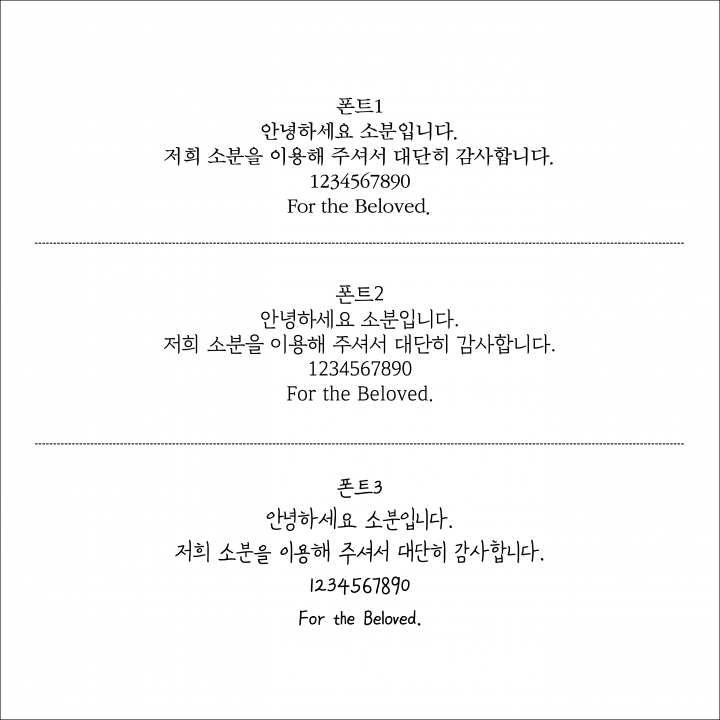 폰트1
안녕하세요 소분입니다.
저희 소분을 이용해 주셔서 대단히 감사합니다.
1234567890
For the Beloved.
폰트2
안녕하세요 소분입니다.
저희 소분을 이용해 주셔서 대단히 감사합니다.
1234567890
For the Beloved.
폰트3
안녕하세요 소분입니다.
저희 소분을 이용해 주셔서 대단히 감사합니다.
1234567890
For the Beloved.